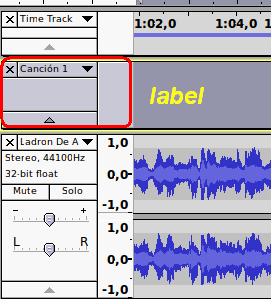 Time Track
1:02,0 1:04,0 1
Canción 1
label
Ladron De A
Stereo, 44100Hz
32-bit float
Mute Solo
- +
L R
1,0
0,0-
-1,0
1,0
0,0-
-1,0